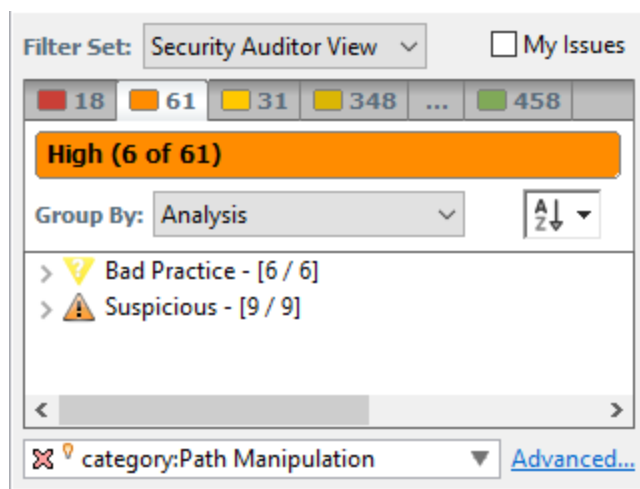 Filter Set: Security Auditor View My Issues
18 61 31 348 ... 458
High (6 of 61)
Group By: Analysis A Z
Bad Practice - [6 / 6]
Suspicious - [9 / 9]
category:Path Manipulation Advanced...